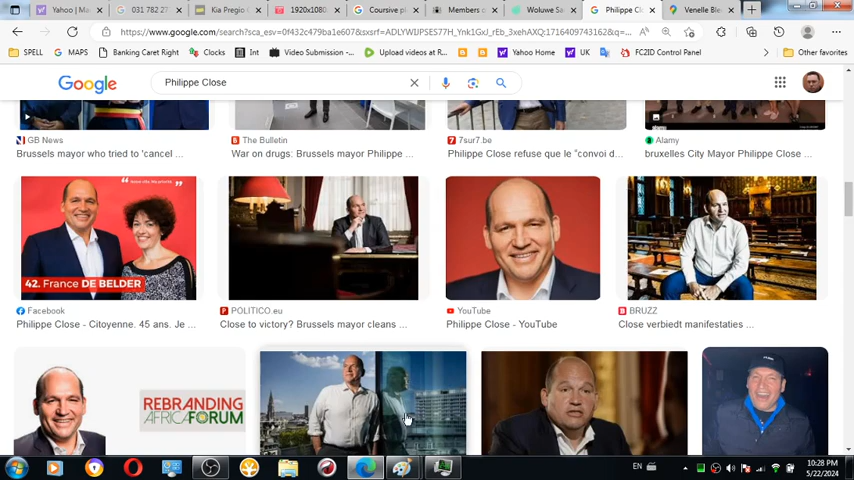 Yahoo | Ma
031 782 27
Kia Pregio
1920x1080
Coursive pl
Members o
Woluwe Sa
Philippe Cl
Venelle Ble
https://www.google.com/search?sca_esv=0f432c479ba1e607&sxsrf=ADLYWIJPSES77H_Ynk1GxJ_rEb_3xehAXQ:1716409743162&q=...
SPELL
MAPS
Banking Caret Right
Clocks
Int
Video Submission -...
Upload videos at R...
Yahoo Home
UK
FC2ID Control Panel
Other favorites
Google
Philippe Close
GB News
The Bulletin
7sur7.be
Alamy
Brussels mayor who tried to 'cancel ...
War on drugs: Brussels mayor Philippe ...
Philippe Close refuse que le "convoi d...
bruxelles City Mayor Philippe Close ...
42. France DE BELDER
Facebook
POLITICO.eu
YouTube
BRUZZ
Philippe Close - Citoyenne. 45 ans. Je ...
Close to victory? Brussels mayor cleans ...
Philippe Close - YouTube
Close verbiedt manifestaties ...
REBRANDING
AFRICAFORUM
EN
10:28 PM
5/22/2024